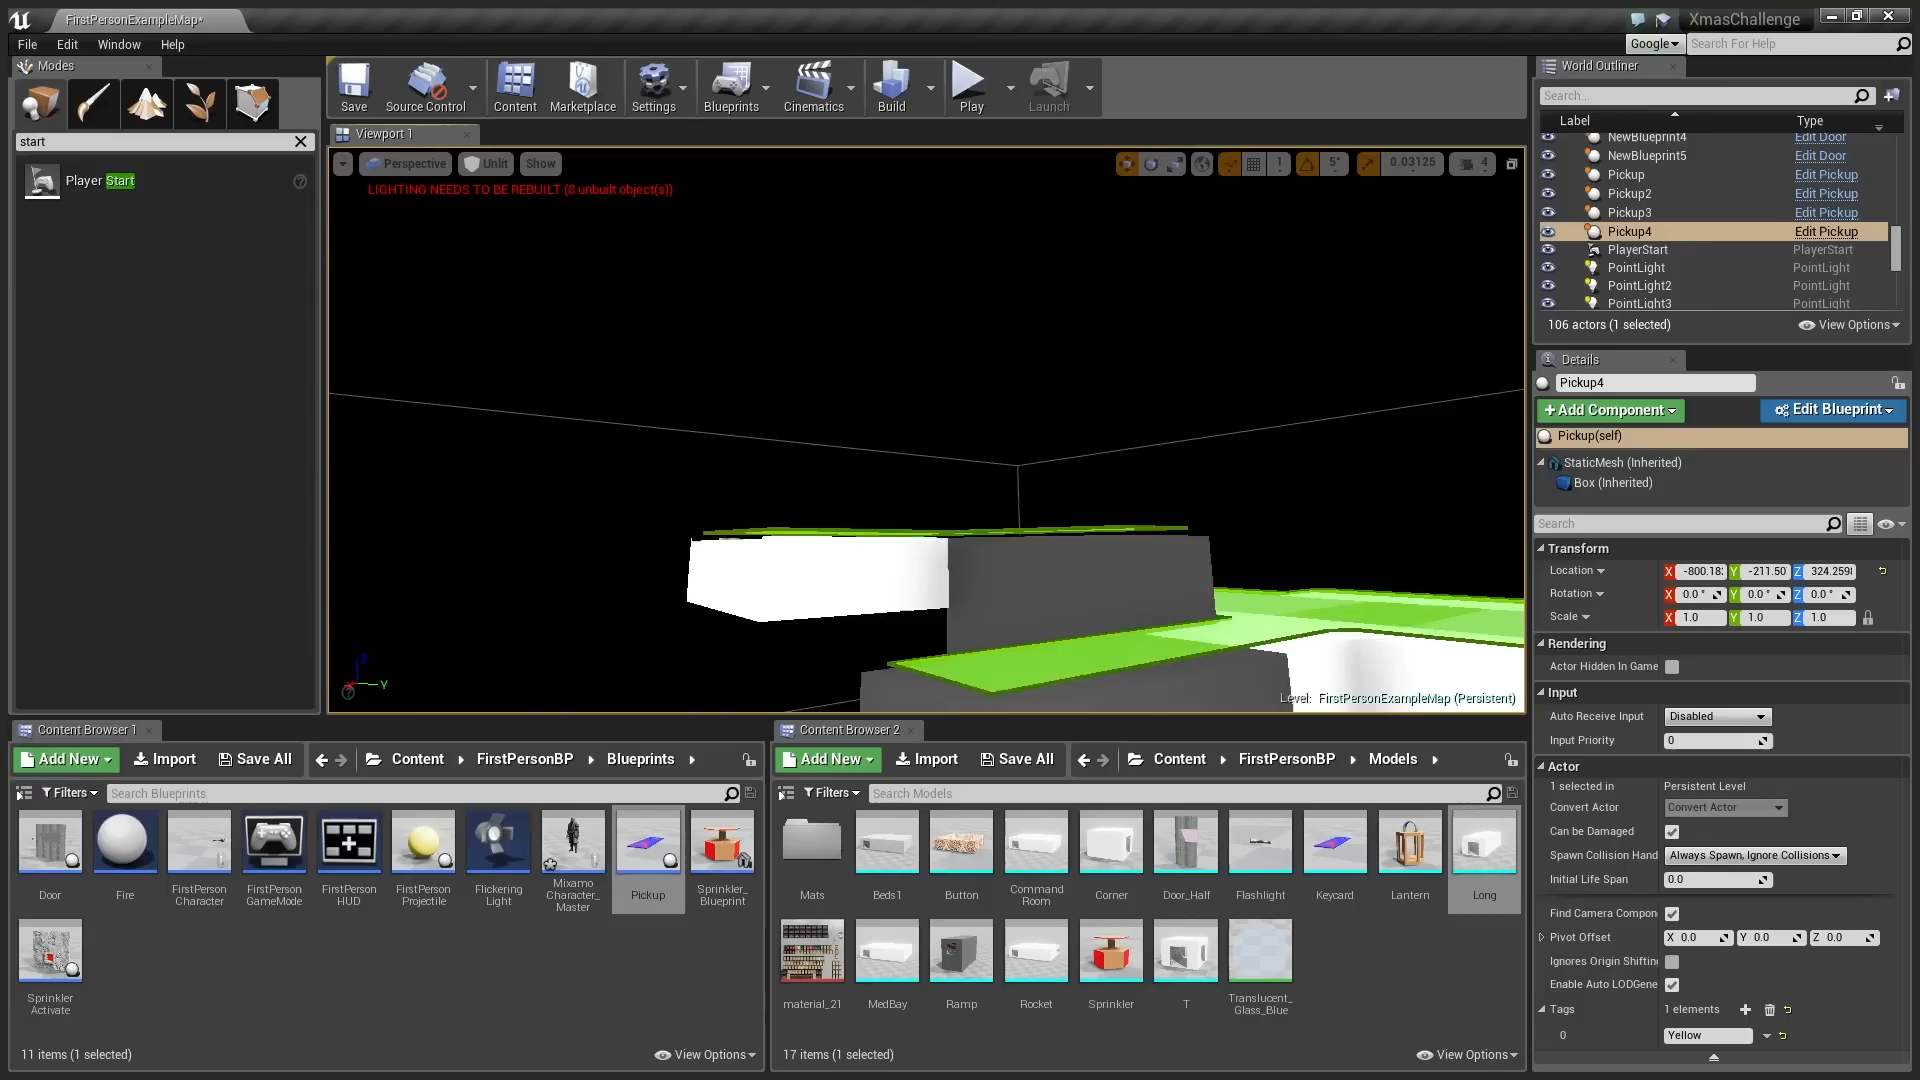 FirstPersonExampleMap*
XmasChallenge
File Edit Window Help
Google
Search For Help
Modes
start
Player Start
Save
Source Control
Content
Marketplace
Settings
Blueprints
Cinematics
Build
Play
Launch
Viewport 1
Perspective
Unlit
Show
1
5°
0.03125
4
LIGHTING NEEDS TO BE REBUILT (8 unbuilt object(s))
Z
X
Y
Level: FirstPersonExampleMap (Persistent)
World Outliner
Search...
Label Type
NewBlueprint4 Edit Door
NewBlueprint5 Edit Door
Pickup Edit Pickup
Pickup2 Edit Pickup
Pickup3 Edit Pickup
Pickup4 Edit Pickup
PlayerStart PlayerStart
PointLight PointLight
PointLight2 PointLight
PointLight3 PointLight
106 actors (1 selected)
View Options
Details
Pickup4
Add Component
Edit Blueprint
Pickup(self)
StaticMesh (Inherited)
Box (Inherited)
Search
Transform
Location X -800.18 Y -211.50 Z 324.259
Rotation X 0.0° Y 0.0° Z 0.0°
Scale X 1.0 Y 1.0 Z 1.0
Rendering
Actor Hidden In Game
Input
Auto Receive Input Disabled
Input Priority 0
Actor
1 selected in Persistent Level
Convert Actor Convert Actor
Can be Damaged
Spawn Collision Hand Always Spawn, Ignore Collisions
Initial Life Span 0.0
Find Camera Compon
Pivot Offset X 0.0 Y 0.0 Z 0.0
Ignores Origin Shiftin
Enable Auto LODGene
Tags 1 elements
0 Yellow
Content Browser 1
Add New Import Save All Content FirstPersonBP Blueprints
Filters Search Blueprints
Door
Fire
FirstPerson
Character
FirstPerson
GameMode
FirstPerson
HUD
FirstPerson
Projectile
Flickering
Light
Mixamo
Character_
Master
Pickup
Sprinkler_
Blueprint
Sprinkler
Activate
11 items (1 selected)
View Options
Content Browser 2
Add New Import Save All Content FirstPersonBP Models
Filters Search Models
Mats
Beds1
Button
Command
Room
Corner
Door_Half
Flashlight
Keycard
Lantern
Long
material_21
MedBay
Ramp
Rocket
Sprinkler
T
Translucent_
Glass_Blue
17 items (1 selected)
View Options